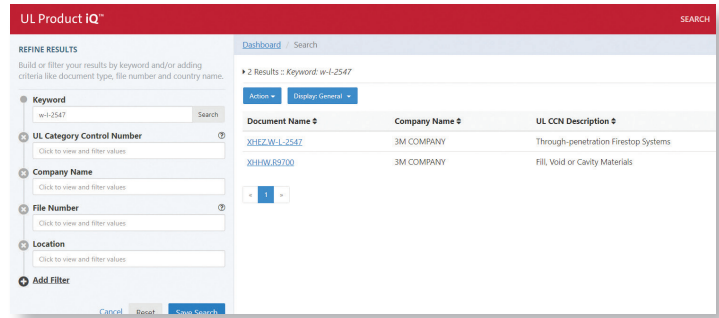 UL Product iQ™
SEARCH
REFINE RESULTS
Build or filter your results by keyword and/or adding
criteria like document type, file number and country name.
Keyword
w-l-2547
Search
UL Category Control Number
Click to view and filter values
Company Name
Click to view and filter values
File Number
Click to view and filter values
Location
Click to view and filter values
Add Filter
Cancel Reset Save Search
Dashboard / Search
2 Results :: Keyword: w-l-2547
Action Display: General
Document Name Company Name UL CCN Description
XHEZ.W-L-2547 3M COMPANY Through-penetration Firestop Systems
XHHW.R9700 3M COMPANY Fill, Void or Cavity Materials
« 1 »